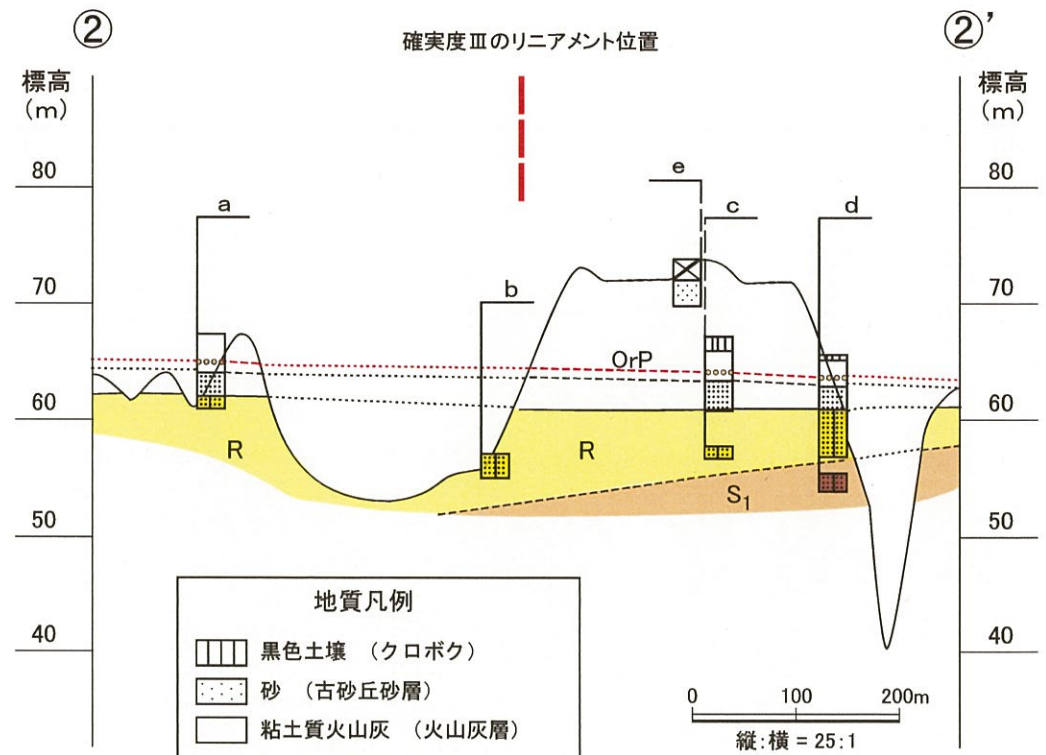 ② ②'
確実度Ⅲのリニアメント位置
標高 標高
(m) (m)
80 e 80
a c d
70 b 70
OrP
60 60
R R
S1
50 50
地質凡例
40 黒色土壌 (クロボク) 40
砂 (古砂丘砂層) 0 100 200m
粘土質火山灰 (火山灰層) 縦:横 = 25:1